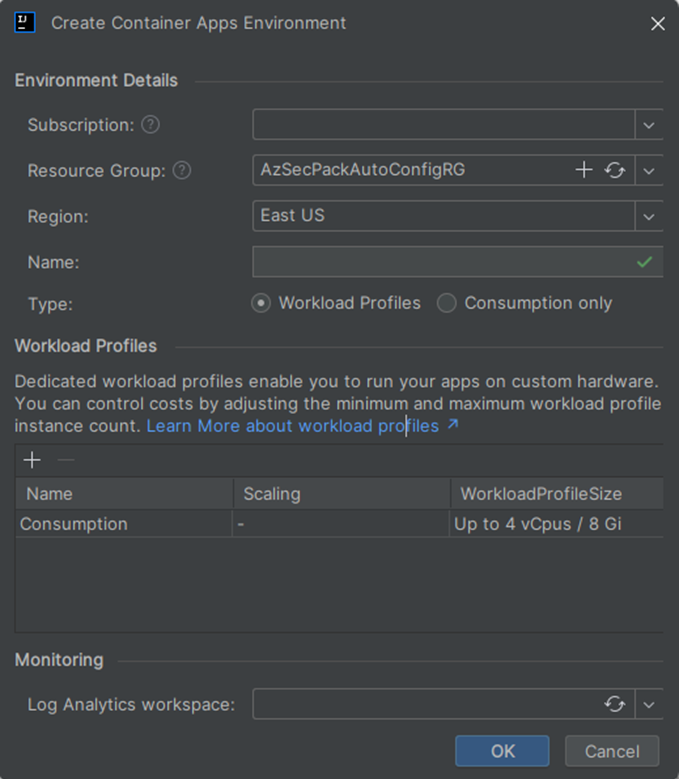 Create Container Apps Environment
Environment Details
Subscription:
Resource Group: AzSecPackAutoConfigRG
Region: East US
Name:
Type: Workload Profiles Consumption only
Workload Profiles
Dedicated workload profiles enable you to run your apps on custom hardware.
You can control costs by adjusting the minimum and maximum workload profile
instance count. Learn More about workload profiles
Name Scaling WorkloadProfileSize
Consumption - Up to 4 vCpus / 8 Gi
Monitoring
Log Analytics workspace:
OK Cancel